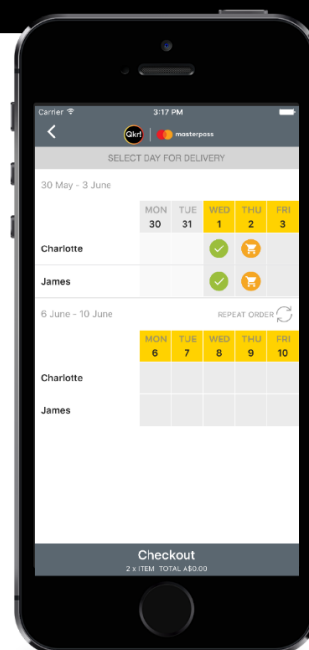 Carrier 3:17 PM
Qkr! masterpass
SELECT DAY FOR DELIVERY
30 May - 3 June
MON TUE WED THU FRI
30 31 1 2 3
Charlotte
James
6 June - 10 June REPEAT ORDER
MON TUE WED THU FRI
6 7 8 9 10
Charlotte
James
Checkout
2 x ITEM TOTAL A$0.00